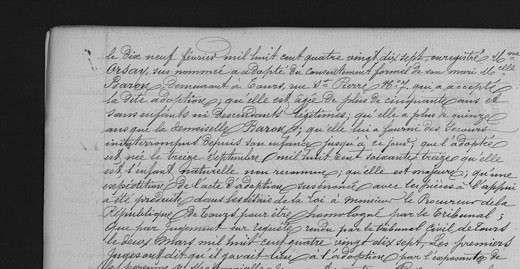 le dix neuf février mil huit cent quatre vingt dix sept enregistré, Mme
Orsay, sus nommée a adopté du consentement formel de son mari Melle
Baron, demeurant à Tours, rue St Pierre No 7, qui a accepté
la dite adoption; qu'elle est âgée de plus de cinquante ans et
sans enfants ni descendants légitimes, qu'elle a plus de quinze
ans que la demoiselle Baron; qu'elle lui a fourni des secours
ininterrompus depuis son enfance jusqu'à ce jour; que l'adoptée
est née le treize septembre mil huit cent soixante treize qu'elle
est enfant naturelle non reconnue; qu'elle est majeure; qu'une
expédition de l'acte d'adoption susénoncé avec les pièces à l'appui
a été produite dans les délais de la loi à Monsieur le Procureur de la
République de Tours pour être homologué par le Tribunal;
Que par jugement sur requête rendu par le tribunal civil de Tours
le deux Mars mil huit cent quatre vingt dix sept, les premiers
juges ont dit qu'il y avait lieu à l'adoption par l'exposante de
la personne de